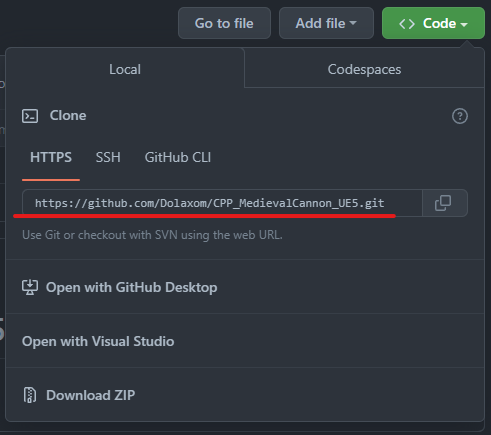 Go to file Add file Code
Local Codespaces
Clone
HTTPS SSH GitHub CLI
https://github.com/Dolaxom/CPP_MedievalCannon_UE5.git
Use Git or checkout with SVN using the web URL.
Open with GitHub Desktop
Open with Visual Studio
Download ZIP